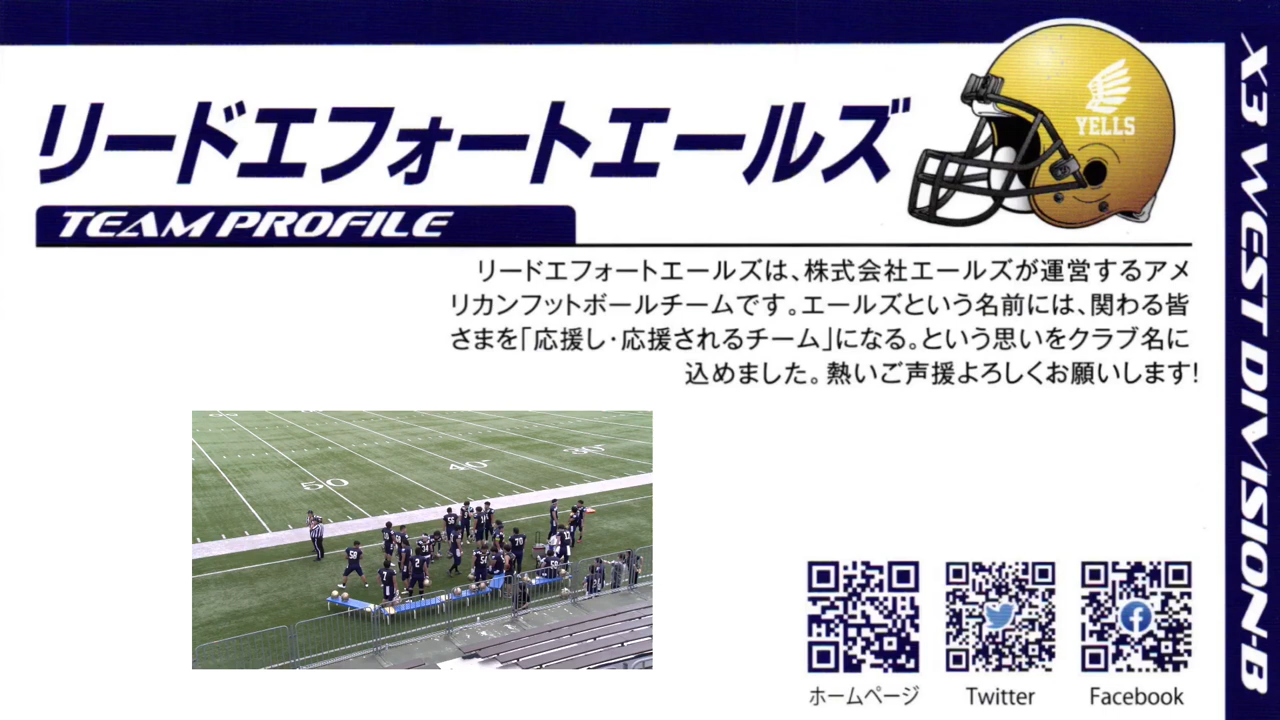 リードエフォートエールズ
YELLS
TEAM PROFILE
リードエフォートエールズは、株式会社エールズが運営するアメ
リカンフットボールチームです。エールズという名前には、関わる皆
さまを「応援し・応援されるチーム」になる。という思いをクラブ名に
込めました。熱いご声援よろしくお願いします!
50
40
30
50
2
70
ホームページ
Twitter
Facebook
X3 WEST DIVISION-B